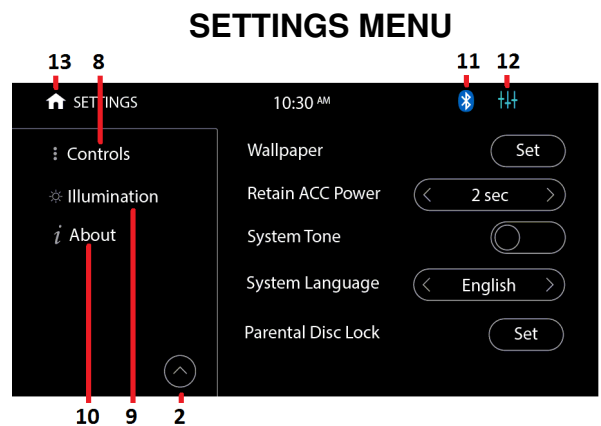 SETTINGS MENU
13 8 11 12
SETTINGS 10:30 AM
Controls
Illumination
i About
Wallpaper Set
Retain ACC Power < 2 sec >
System Tone
System Language < English >
Parental Disc Lock Set
10 9 2